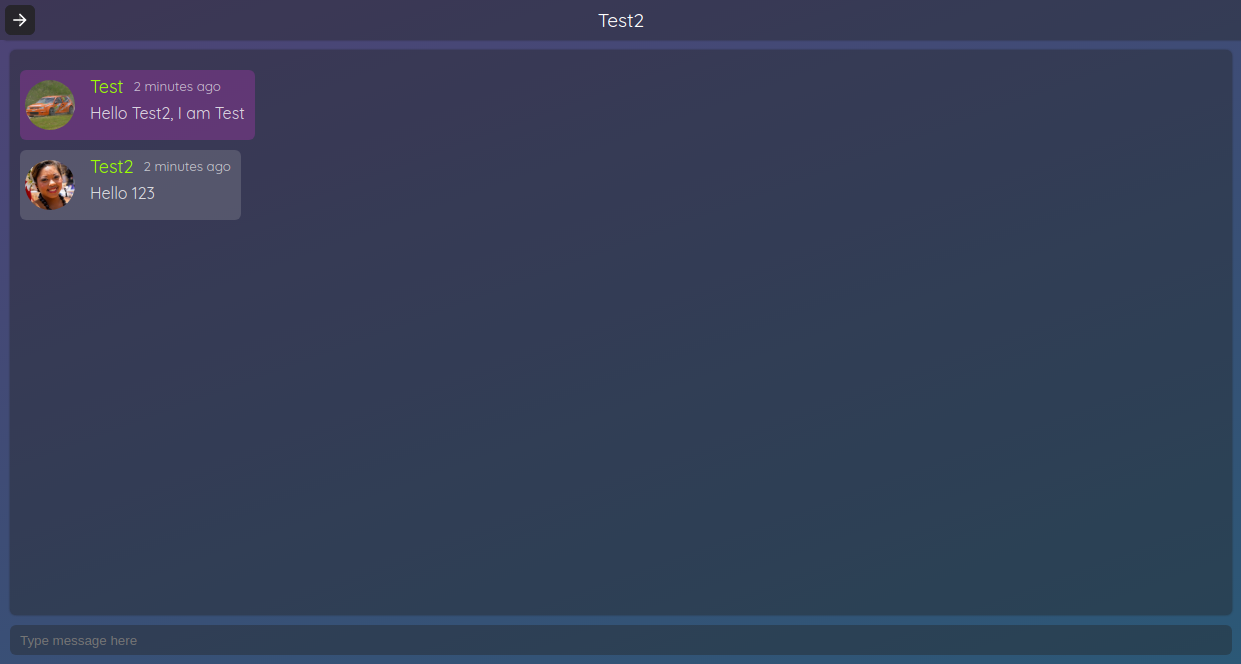 Test2
Test 2 minutes ago
Hello Test2, I am Test
Test2 2 minutes ago
Hello 123
Type message here